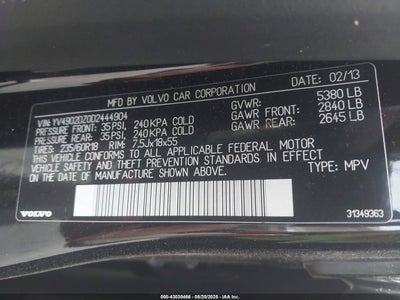 MFD BY VOLVO CAR CORPORATION DATE: 02/13
VIN: YV4902DZ0D2444904 GVWR: 5380 LB
PRESSURE FRONT: 35PSI, 240KPA COLD GAWR FRONT: 2840 LB
PRESSURE REAR: 35PSI, 240KPA COLD GAWR REAR: 2645 LB
TIRES: 235/60R18 RIM: 7.5Jx18x55
THIS VEHICLE CONFORMS TO ALL APPLICABLE FEDERAL MOTOR
VEHICLE SAFETY AND THEFT PREVENTION STANDARDS IN EFFECT ON THE
DATE OF MANUFACTURE SHOWN ABOVE. TYPE: MPV
VOLVO 31349363
000-43030466 - 08/20/2025 - IAA, Inc.